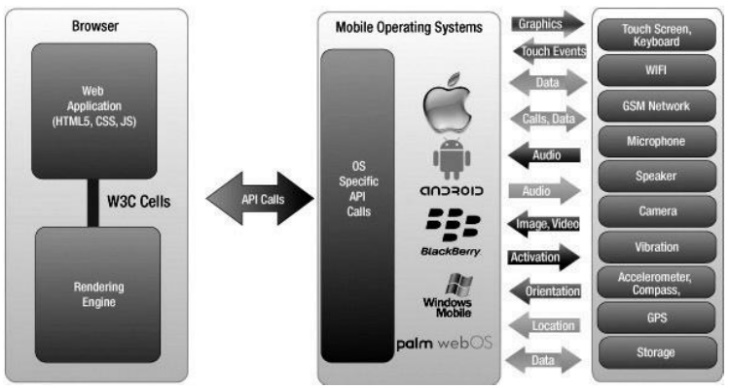 Browser
Web
Application
(HTML5, CSS, JS)
W3C Cells
Rendering
Engine
API Calls
Mobile Operating Systems
OS
Specific
API
Calls
ANDROID
BlackBerry
Windows
Mobile
palm webOS
Graphics
Touch Events
Data
Calls, Data
Audio
Audio
Image, Video
Activation
Orientation
Location
Data
Touch Screen,
Keyboard
WIFI
GSM Network
Microphone
Speaker
Camera
Vibration
Accelerometer,
Compass,
GPS
Storage